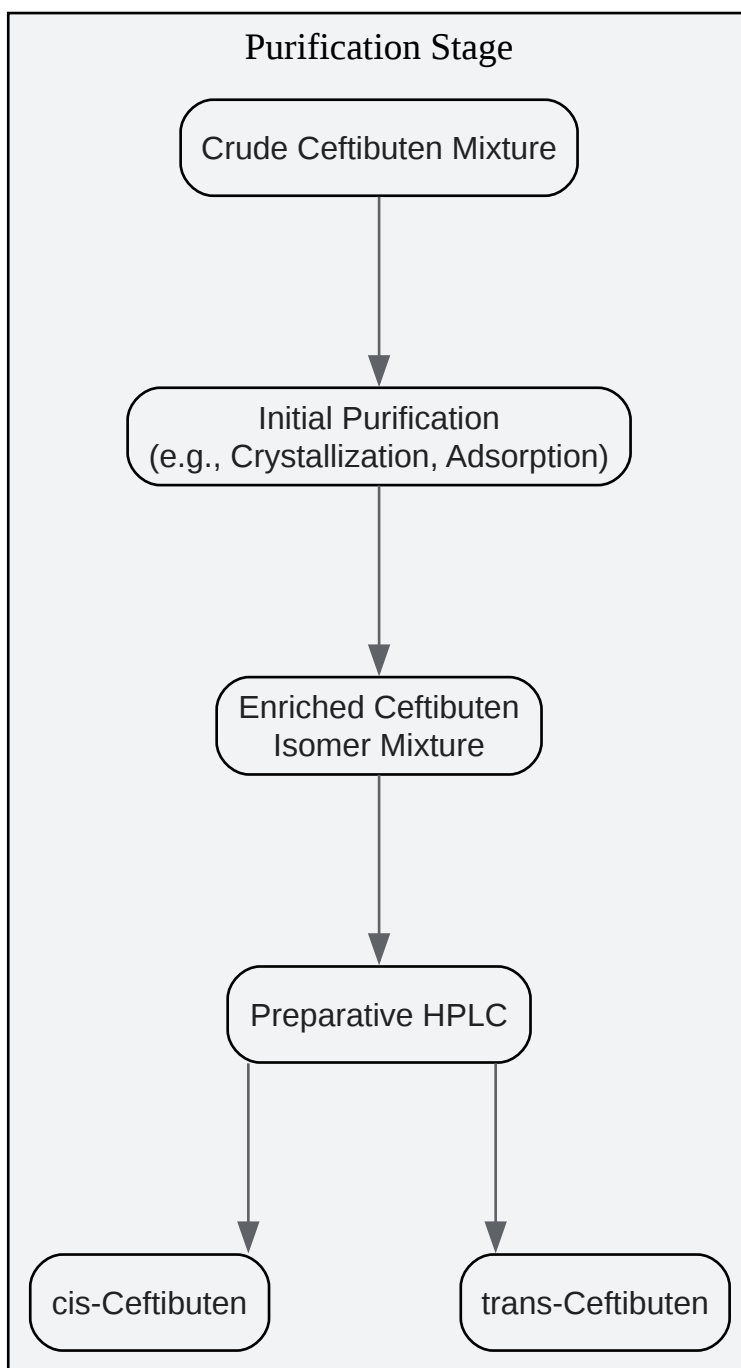 Purification Stage
Crude Ceftibuten Mixture
Initial Purification
(e.g., Crystallization, Adsorption)
Enriched Ceftibuten
Isomer Mixture
Preparative HPLC
cis-Ceftibuten
trans-Ceftibuten